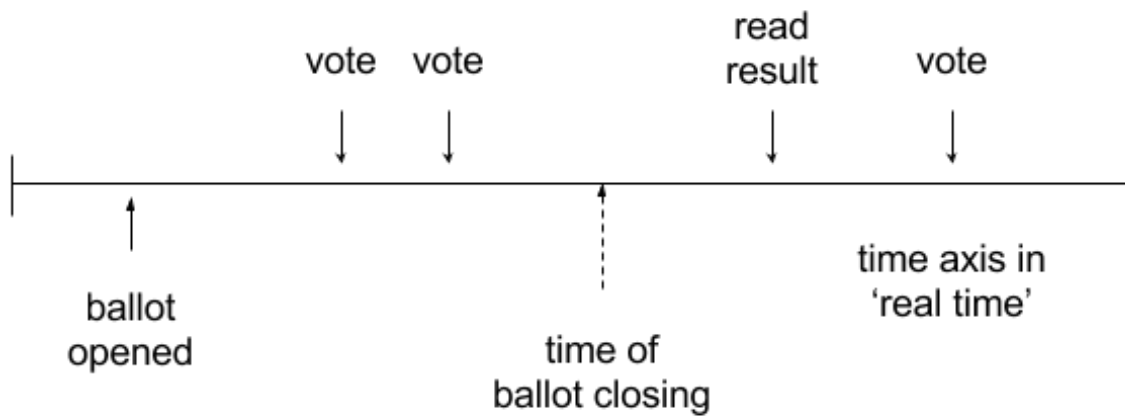 vote
vote
read
result
vote
ballot
opened
time of
ballot closing
time axis in
‘real time’